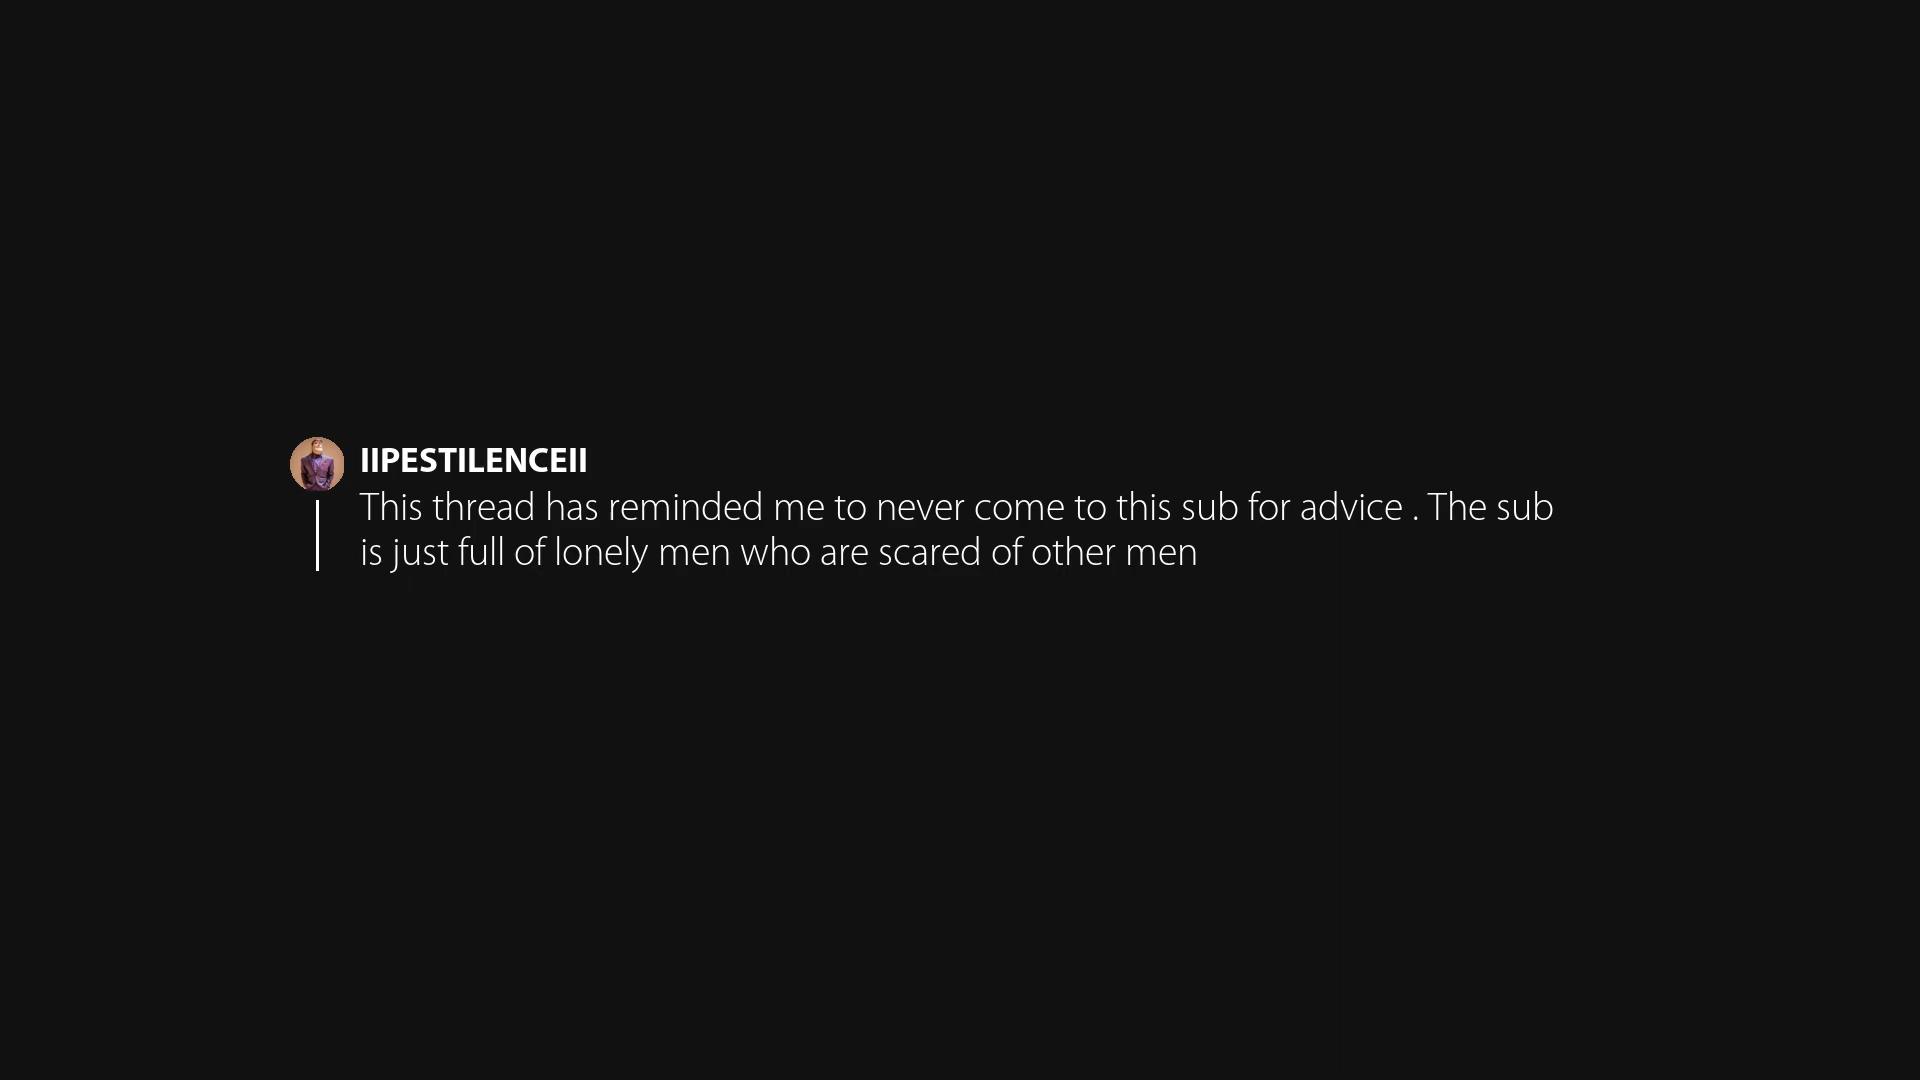 IIPESTILENCEII
This thread has reminded me to never come to this sub for advice . The sub
is just full of lonely men who are scared of other men